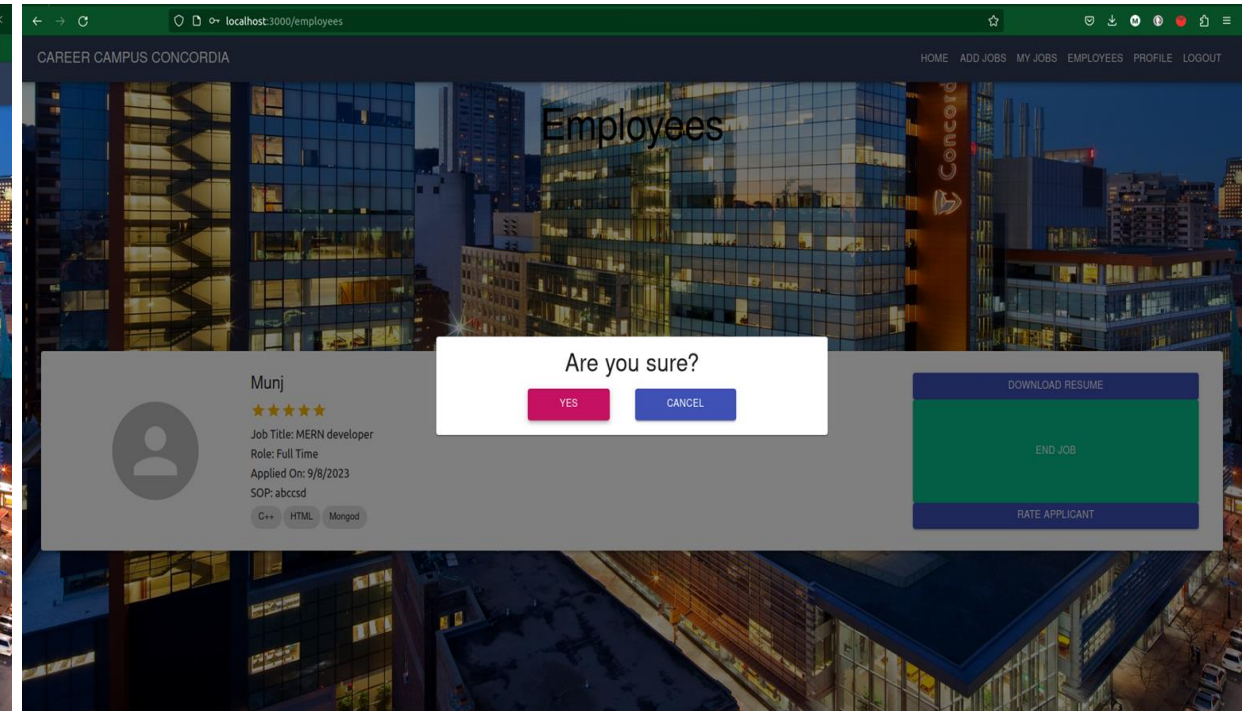 localhost:3000/employees
CAREER CAMPUS CONCORDIA
HOME ADD JOBS MY JOBS EMPLOYEES PROFILE LOGOUT
Employees
Concord
Are you sure?
YES CANCEL
Munj
Job Title: MERN developer
Role: Full Time
Applied On: 9/8/2023
SOP: abccsd
C++ HTML Mongod
DOWNLOAD RESUME
END JOB
RATE APPLICANT